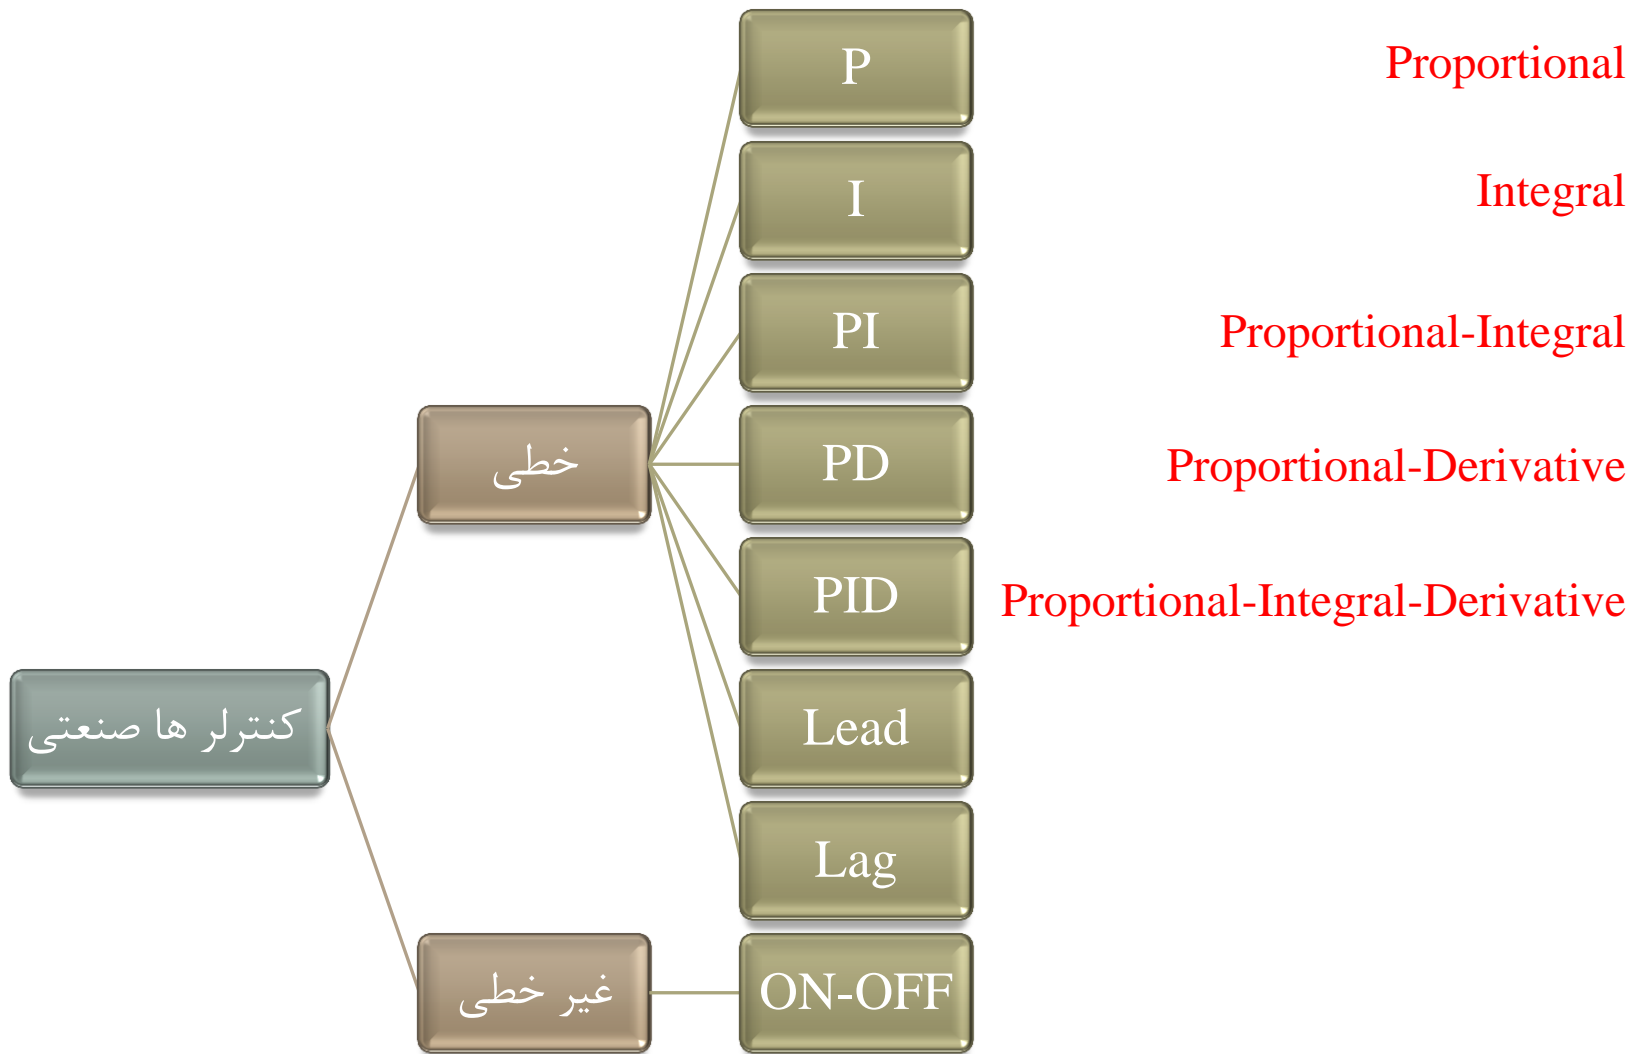 P
Proportional
I
Integral
PI
Proportional-Integral
خطی
PD
Proportional-Derivative
PID
Proportional-Integral-Derivative
کنترلر ها صنعتی
Lead
Lag
غیر خطی
ON-OFF